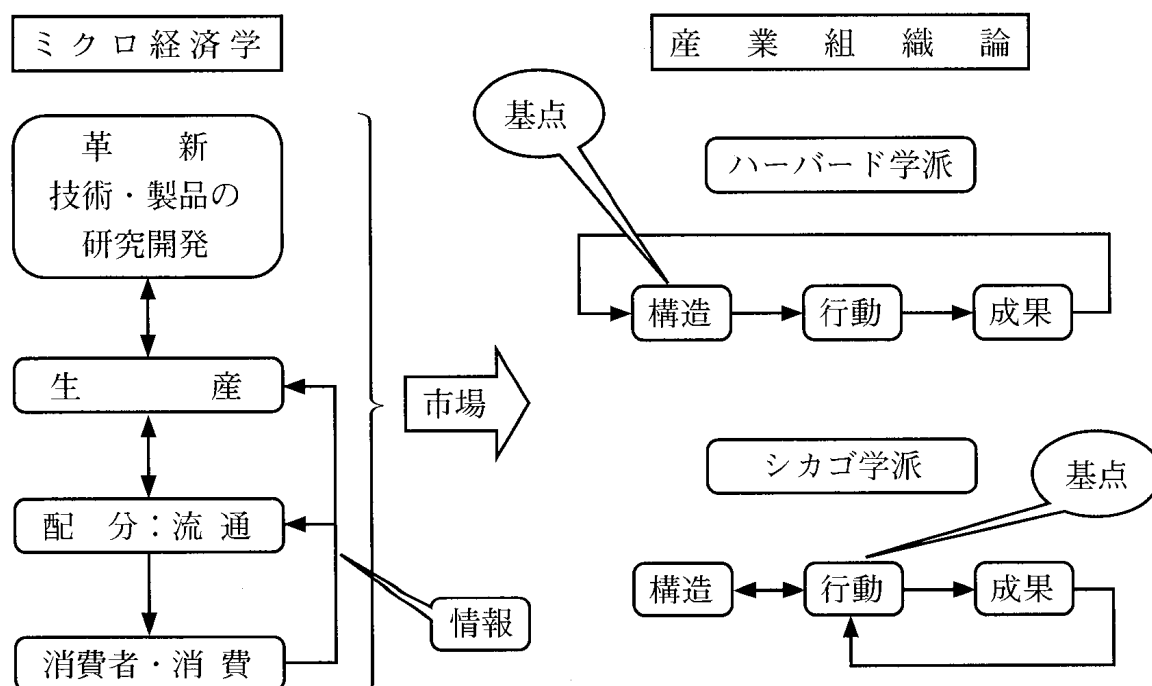 ミクロ経済学
革新
技術・製品の
研究開発
生産
配分：流通
消費者・消費
情報
市場
産業組織論
基点
ハーバード学派
構造
行動
成果
シカゴ学派
基点
構造
行動
成果